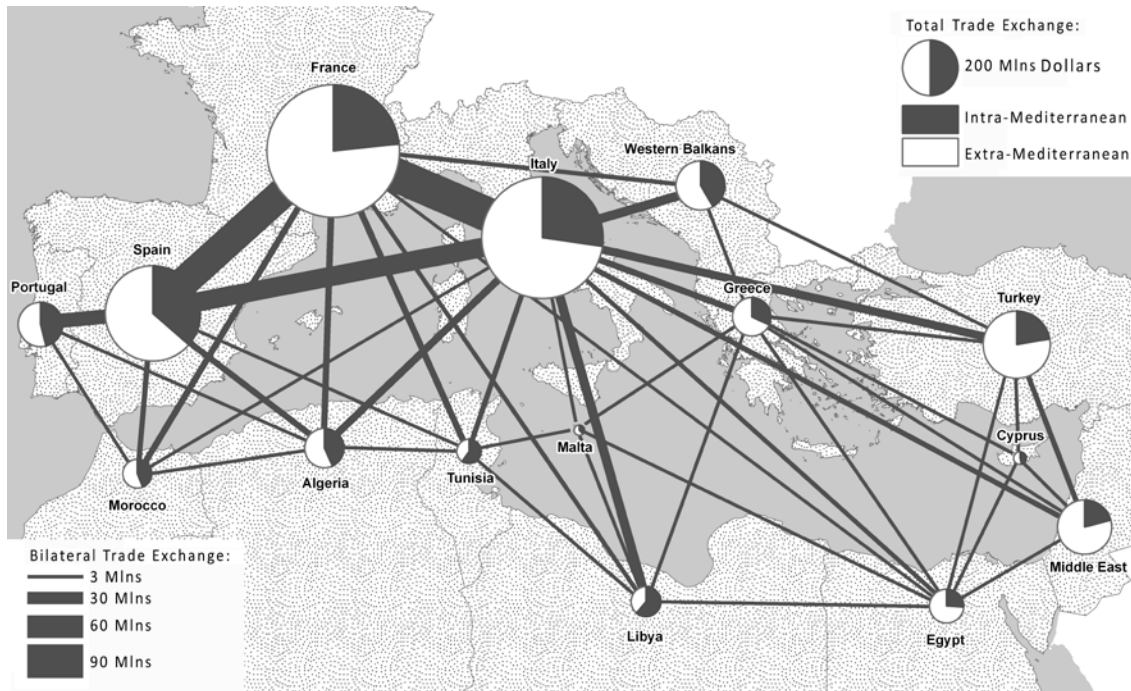 Total Trade Exchange:
200 Mlns Dollars
Intra-Mediterranean
Extra-Mediterranean
France
Western Balkans
Italy
Spain
Portugal
Greece
Turkey
Malta
Cyprus
Tunisia
Algeria
Morocco
Middle East
Libya
Egypt
Bilateral Trade Exchange:
3 Mlns
30 Mlns
60 Mlns
90 Mlns